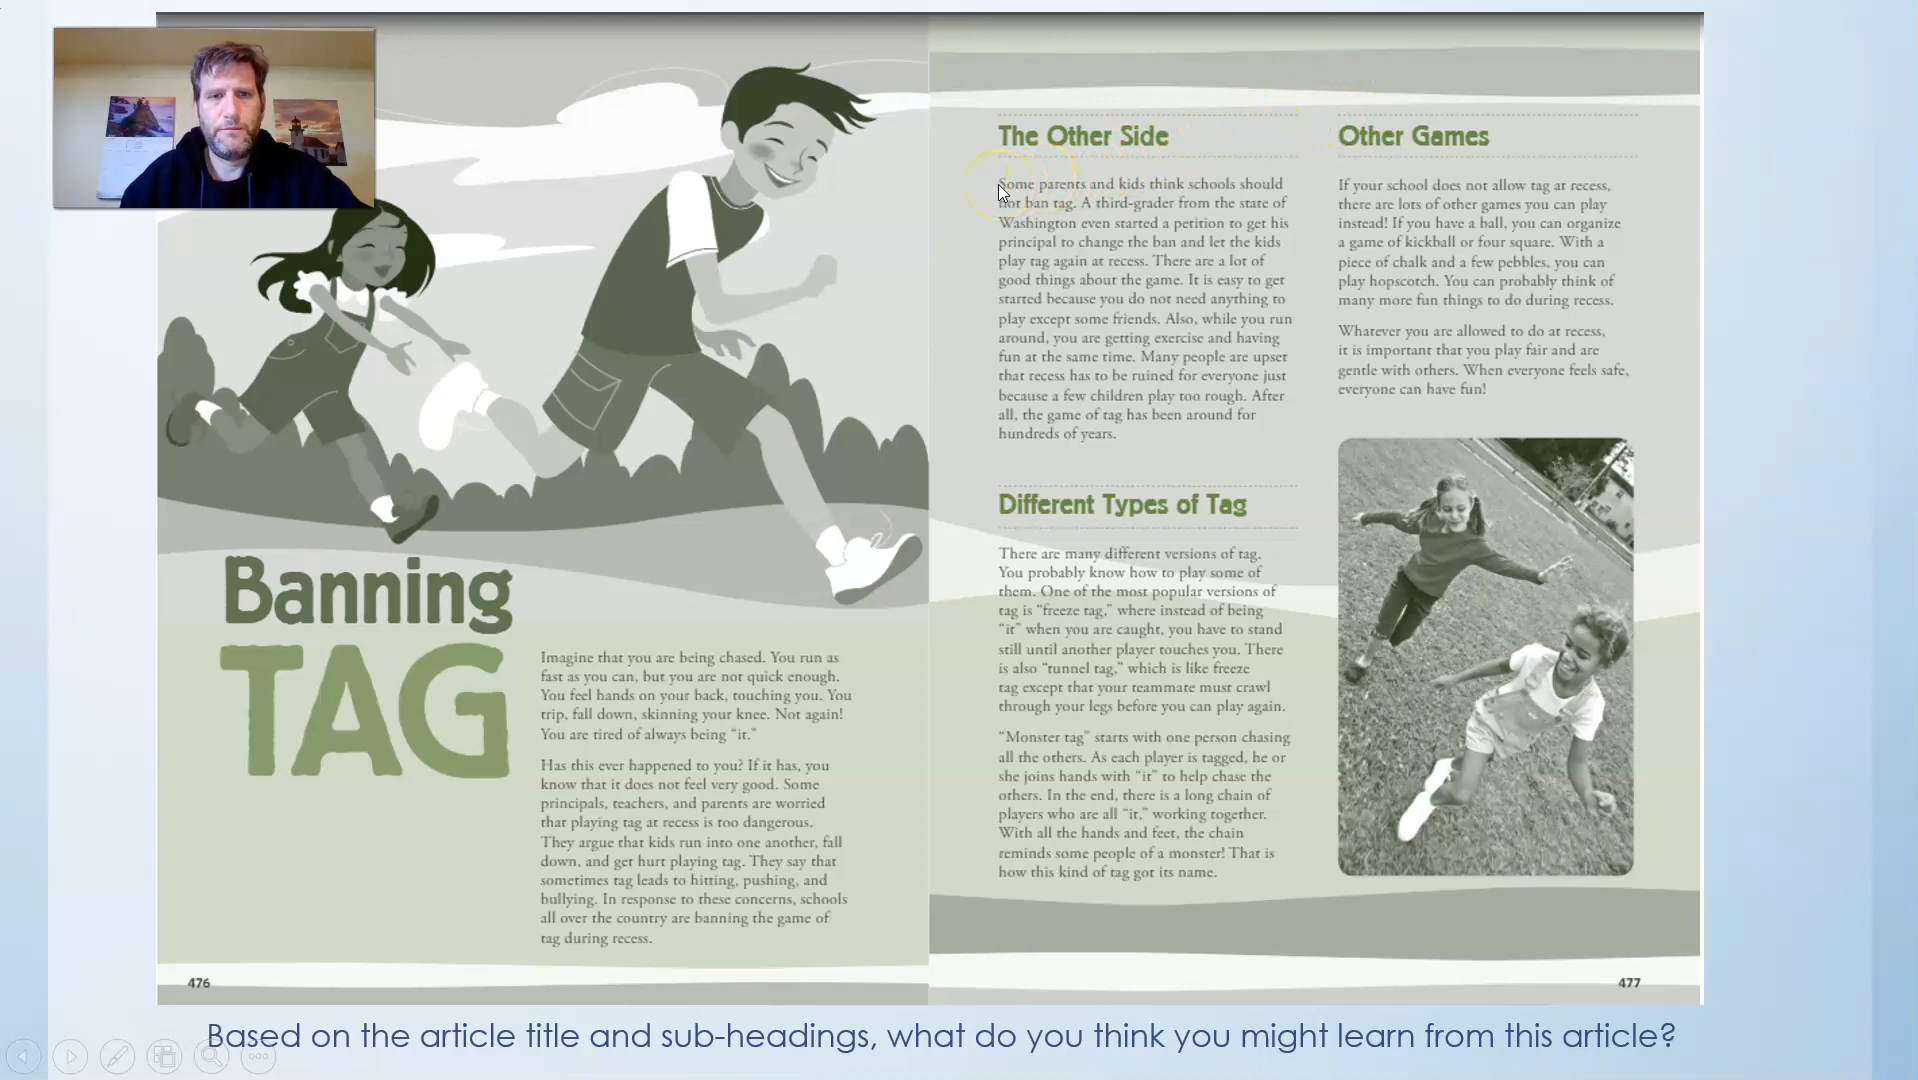 Banning
TAG
Imagine that you are being chased. You run as
fast as you can, but you are not quick enough.
You feel hands on your back, touching you. You
trip, fall down, skinning your knee. Not again!
You are tired of always being “it.”
Has this ever happened to you? If it has, you
know that it does not feel very good. Some
principals, teachers, and parents are worried
that playing tag at recess is too dangerous.
They argue that kids run into one another, fall
down, and get hurt playing tag. They say that
sometimes tag leads to hitting, pushing, and
bullying. In response to these concerns, schools
all over the country are banning the game of
tag during recess.
476
The Other Side
Some parents and kids think schools should
not ban tag. A third-grader from the state of
Washington even started a petition to get his
principal to change the ban and let the kids
play tag again at recess. There are a lot of
good things about the game. It is easy to get
started because you do not need anything to
play except some friends. Also, while you run
around, you are getting exercise and having
fun at the same time. Many people are upset
that recess has to be ruined for everyone just
because a few children play too rough. After
all, the game of tag has been around for
hundreds of years.
Different Types of Tag
There are many different versions of tag.
You probably know how to play some of
them. One of the most popular versions of
tag is “freeze tag,” where instead of being
“it” when you are caught, you have to stand
still until another player touches you. There
is also “tunnel tag,” which is like freeze
tag except that your teammate must crawl
through your legs before you can play again.
“Monster tag” starts with one person chasing
all the others. As each player is tagged, he or
she joins hands with “it” to help chase the
others. In the end, there is a long chain of
players who are all “it,” working together.
With all the hands and feet, the chain
reminds some people of a monster! That is
how this kind of tag got its name.
Other Games
If your school does not allow tag at recess,
there are lots of other games you can play
instead! If you have a ball, you can organize
a game of kickball or four square. With a
piece of chalk and a few pebbles, you can
play hopscotch. You can probably think of
many more fun things to do during recess.
Whatever you are allowed to do at recess,
it is important that you play fair and are
gentle with others. When everyone feels safe,
everyone can have fun!
477
Based on the article title and sub-headings, what do you think you might learn from this article?